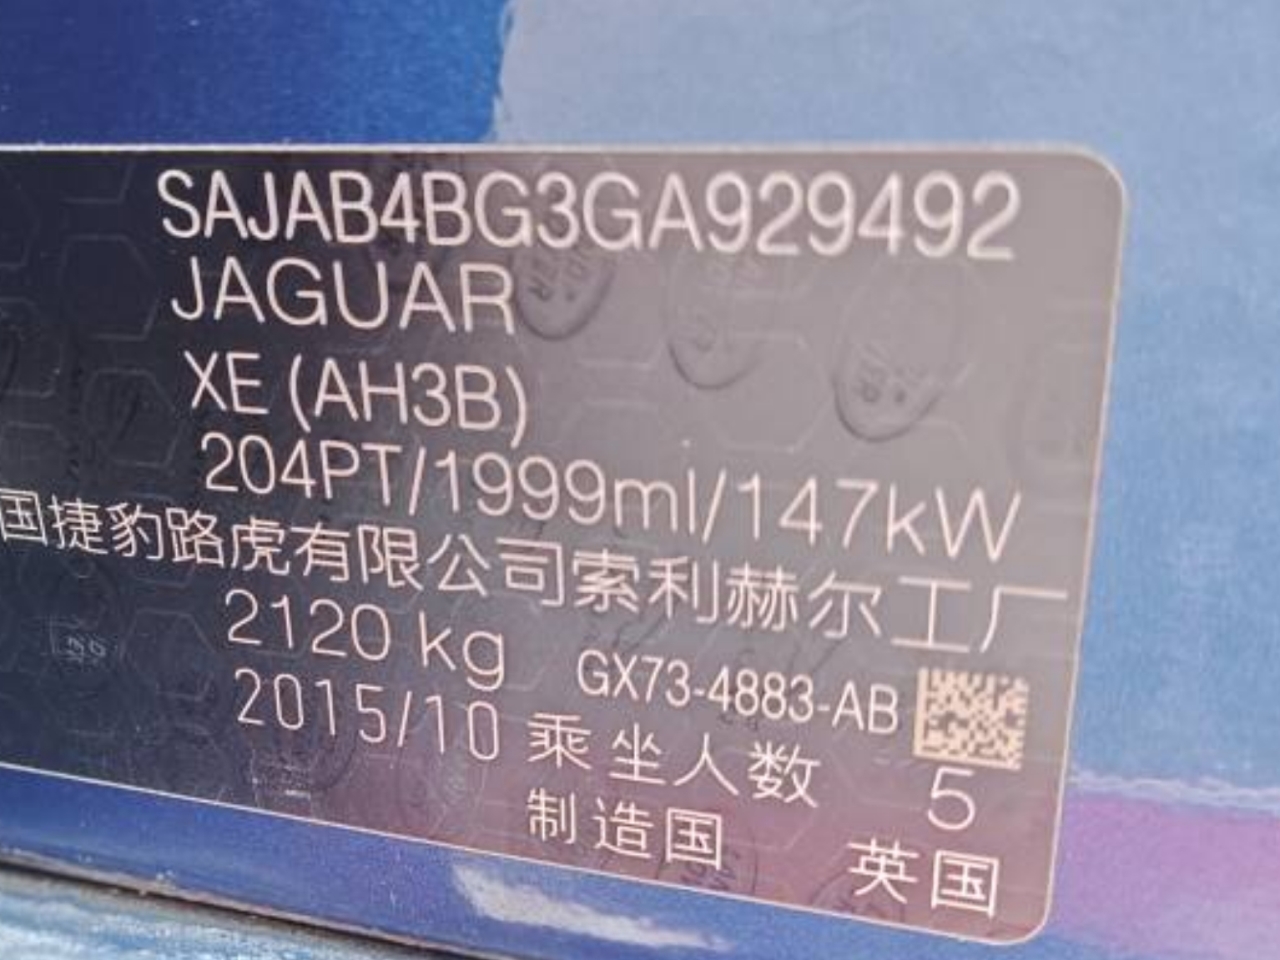 SAJAB4BG3GA929492
JAGUAR
XE (AH3B)
204PT/1999ml/147kW
国捷豹路虎有限公司索利赫尔工厂
2120 kg
GX73-4883-AB
2015/10 乘坐人数 5
制造国 英国